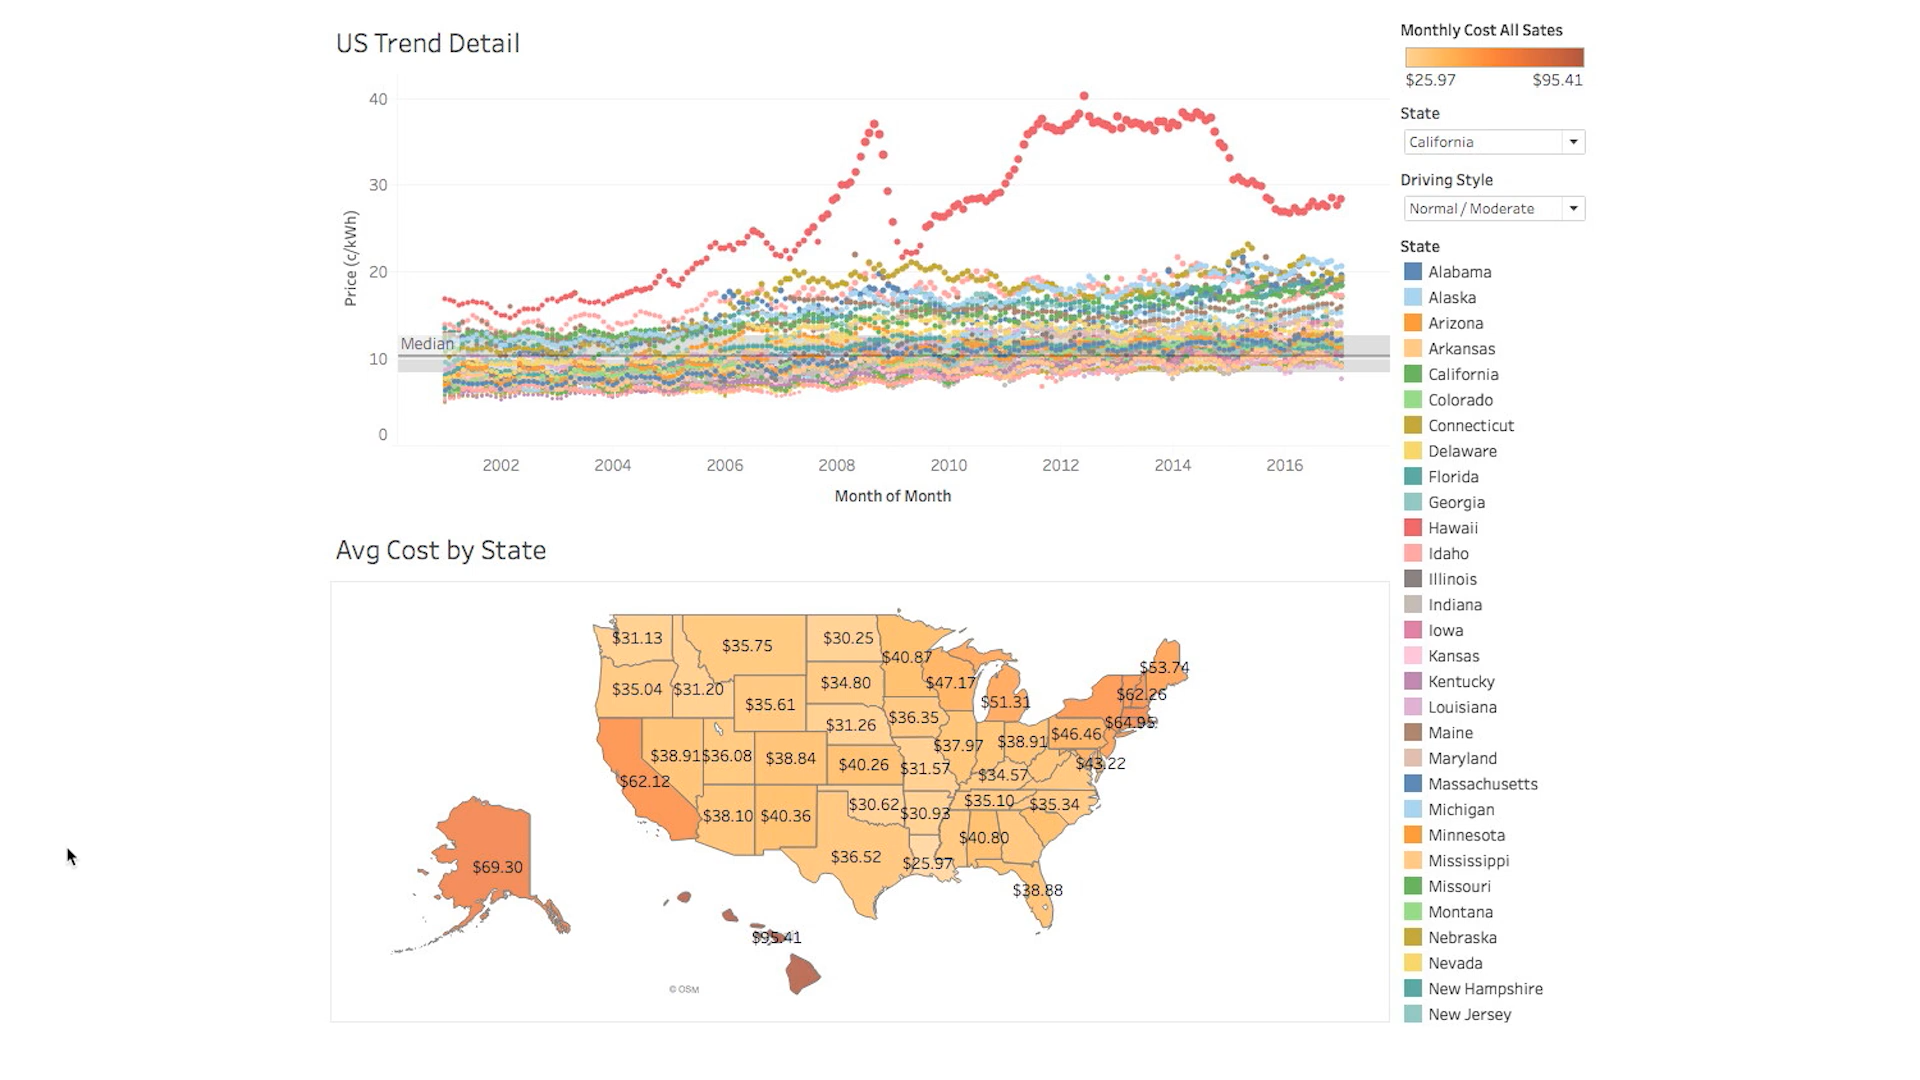 US Trend Detail
40
30
20
10
0
Price (c/kWh)
Median
2002 2004 2006 2008 2010 2012 2014 2016
Month of Month
Avg Cost by State
$31.13
$35.75
$30.25
$40.87
$53.74
$35.04
$31.20
$34.80
$47.17
$62.26
$35.61
$51.31
$31.26
$36.35
$64.95
$46.46
$38.91
$36.08
$38.84
$37.97
$38.91
$40.26
$31.57
$43.22
$62.12
$34.57
$38.10
$40.36
$30.62
$30.93
$35.10
$35.34
$40.80
$36.52
$25.97
$69.30
$38.88
$95.41
© OSM
Monthly Cost All Sates
$25.97 $95.41
State
California
Driving Style
Normal / Moderate
State
Alabama
Alaska
Arizona
Arkansas
California
Colorado
Connecticut
Delaware
Florida
Georgia
Hawaii
Idaho
Illinois
Indiana
Iowa
Kansas
Kentucky
Louisiana
Maine
Maryland
Massachusetts
Michigan
Minnesota
Mississippi
Missouri
Montana
Nebraska
Nevada
New Hampshire
New Jersey